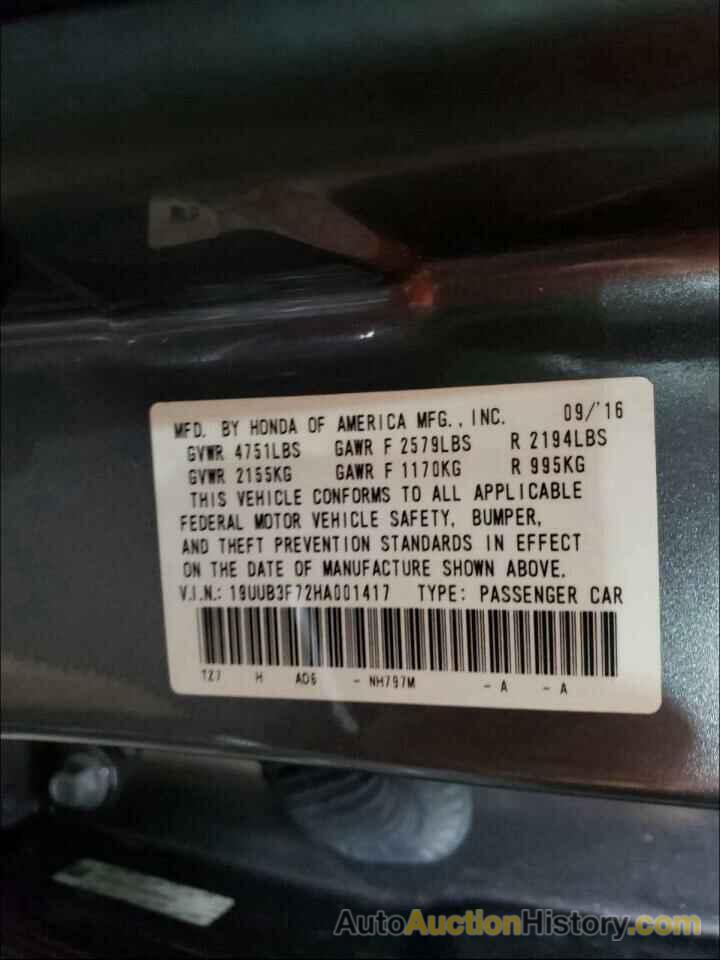 MFD. BY HONDA OF AMERICA MFG., INC. 09/'16
GVWR 4751LBS GAWR F 2579LBS R 2194LBS
GVWR 2155KG GAWR F 1170KG R 995KG
THIS VEHICLE CONFORMS TO ALL APPLICABLE
FEDERAL MOTOR VEHICLE SAFETY, BUMPER,
AND THEFT PREVENTION STANDARDS IN EFFECT
ON THE DATE OF MANUFACTURE SHOWN ABOVE.
V.I.N.: 19UUB3F72HA001417 TYPE: PASSENGER CAR
TZ7 H A06 - NH797M - A - A
AutoAuctionHistory.com